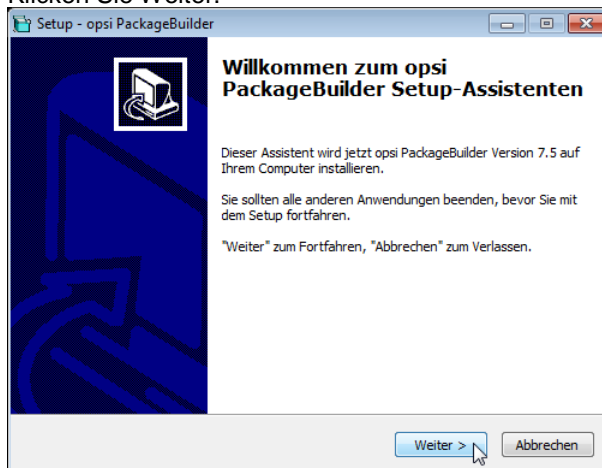 Klicken Sie Weiter.
Setup - opsi PackageBuilder
Willkommen zum opsi
PackageBuilder Setup-Assistenten
Dieser Assistent wird jetzt opsi PackageBuilder Version 7.5 auf
Ihrem Computer installieren.
Sie sollten alle anderen Anwendungen beenden, bevor Sie mit
dem Setup fortfahren.
"Weiter" zum Fortfahren, "Abbrechen" zum Verlassen.
Weiter >
Abbrechen